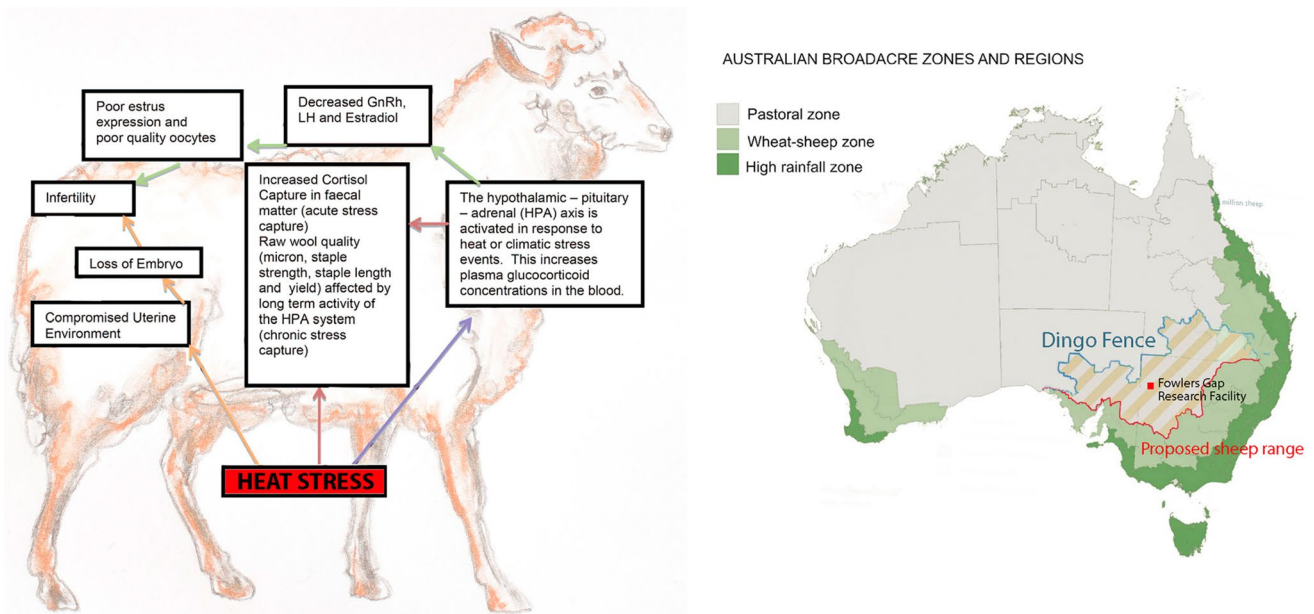 Poor estrus
expression and
poor quality oocytes
Decreased GnRh,
LH and Estradiol
Infertility
Loss of Embryo
Compromised Uterine
Environment
Increased Cortisol
Capture in faecal
matter (acute stress
capture)
Raw wool quality
(micron, staple
strength, staple length
and yield) affected by
long term activity of
the HPA system
(chronic stress
capture)
The hypothalamic – pituitary
– adrenal (HPA) axis is
activated in response to
heat or climatic stress
events. This increases
plasma glucocorticoid
concentrations in the blood.
HEAT STRESS
AUSTRALIAN BROADACRE ZONES AND REGIONS
Pastoral zone
Wheat-sheep zone
High rainfall zone
million sheep
Dingo Fence
Fowlers Gap
Research Facility
Proposed sheep range